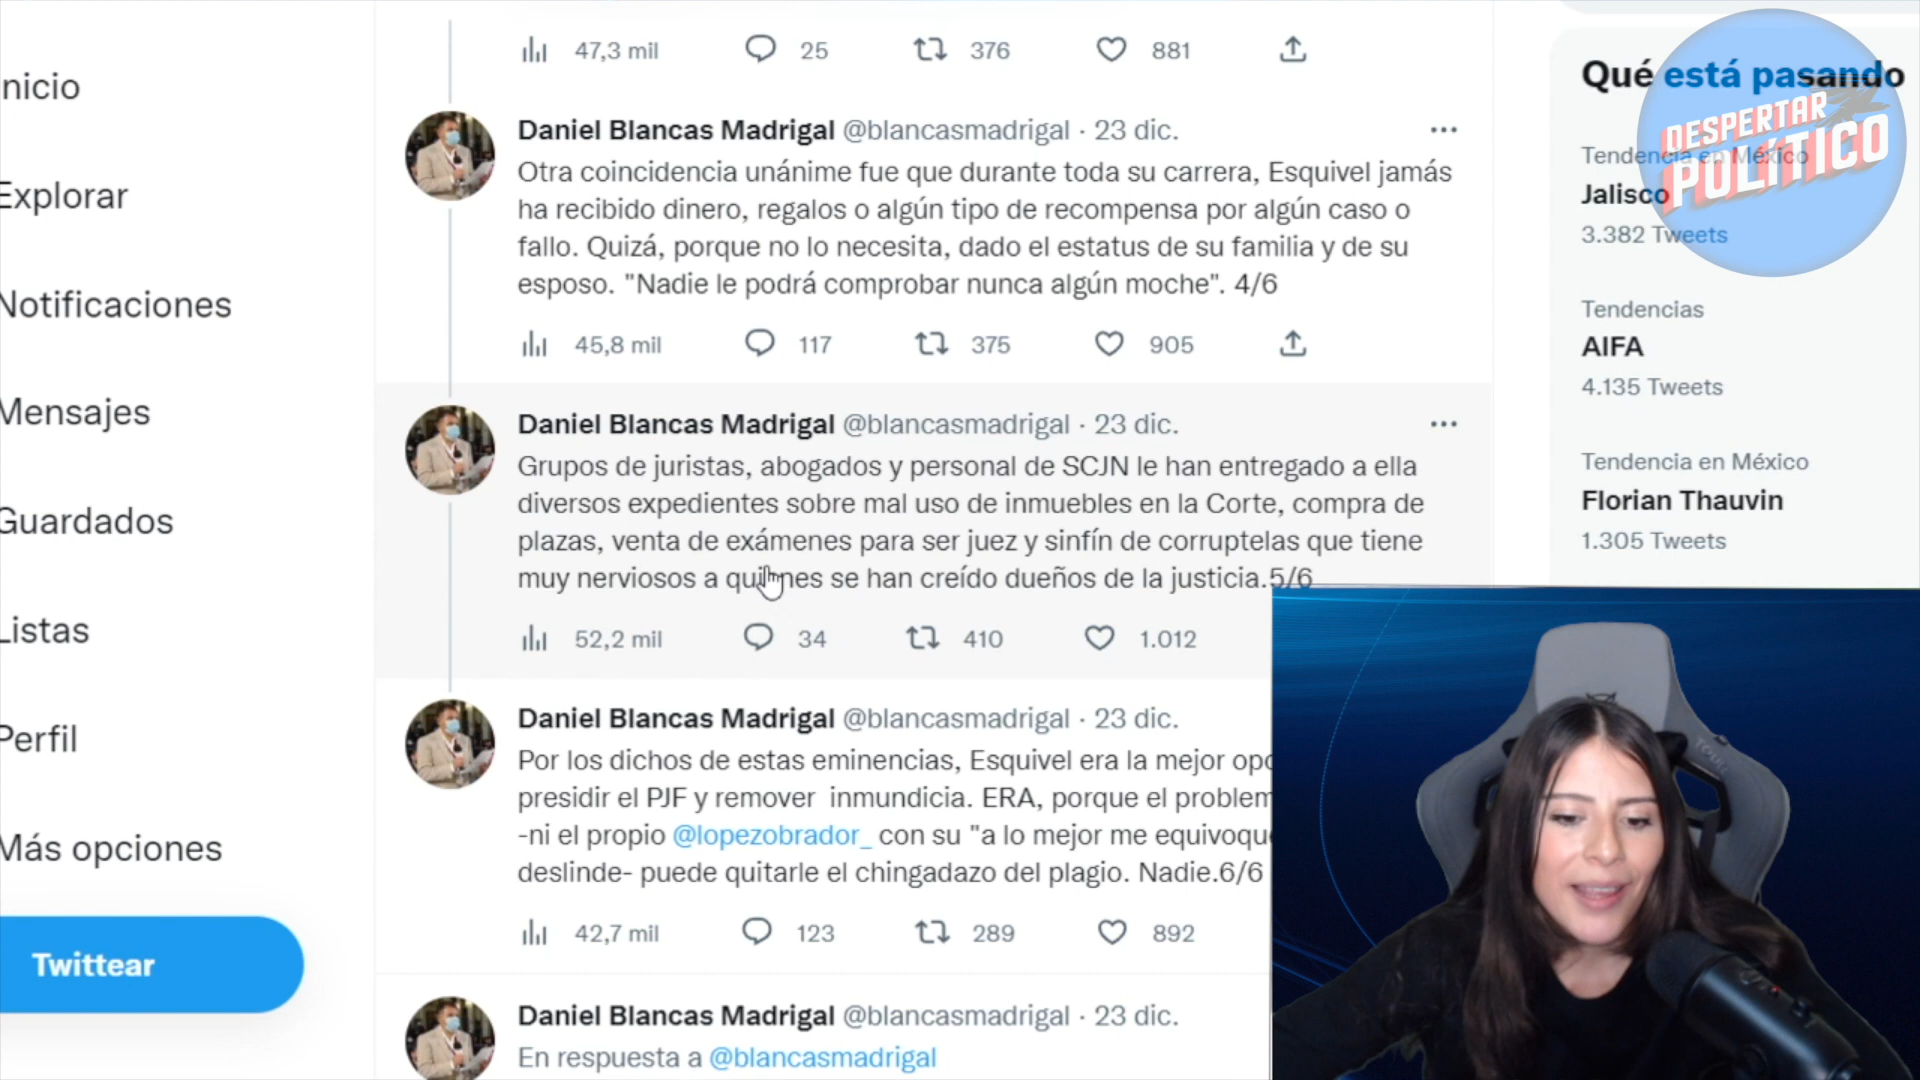 nicio
Explorar
Notificaciones
Mensajes
Guardados
Listas
Perfil
Más opciones
Twittear
47,3 mil 25 376 881
Daniel Blancas Madrigal @blancasmadrigal · 23 dic.
Otra coincidencia unánime fue que durante toda su carrera, Esquivel jamás
ha recibido dinero, regalos o algún tipo de recompensa por algún caso o
fallo. Quizá, porque no lo necesita, dado el estatus de su familia y de su
esposo. "Nadie le podrá comprobar nunca algún moche". 4/6
45,8 mil 117 375 905
Daniel Blancas Madrigal @blancasmadrigal · 23 dic.
Grupos de juristas, abogados y personal de SCJN le han entregado a ella
diversos expedientes sobre mal uso de inmuebles en la Corte, compra de
plazas, venta de exámenes para ser juez y sinfín de corruptelas que tiene
muy nerviosos a quienes se han creído dueños de la justicia.5/6
52,2 mil 34 410 1.012
Daniel Blancas Madrigal @blancasmadrigal · 23 dic.
Por los dichos de estas eminencias, Esquivel era la mejor opc
presidir el PJF y remover inmundicia. ERA, porque el problem
-ni el propio @lopezobrador_ con su "a lo mejor me equivoqu
deslinde- puede quitarle el chingadazo del plagio. Nadie.6/6
42,7 mil 123 289 892
Daniel Blancas Madrigal @blancasmadrigal · 23 dic.
En respuesta a @blancasmadrigal
Qué está pasando
Tendencia en México
Jalisco
3.382 Tweets
Tendencias
AIFA
4.135 Tweets
Tendencia en México
Florian Thauvin
1.305 Tweets
DESPERTAR
POLÍTICO